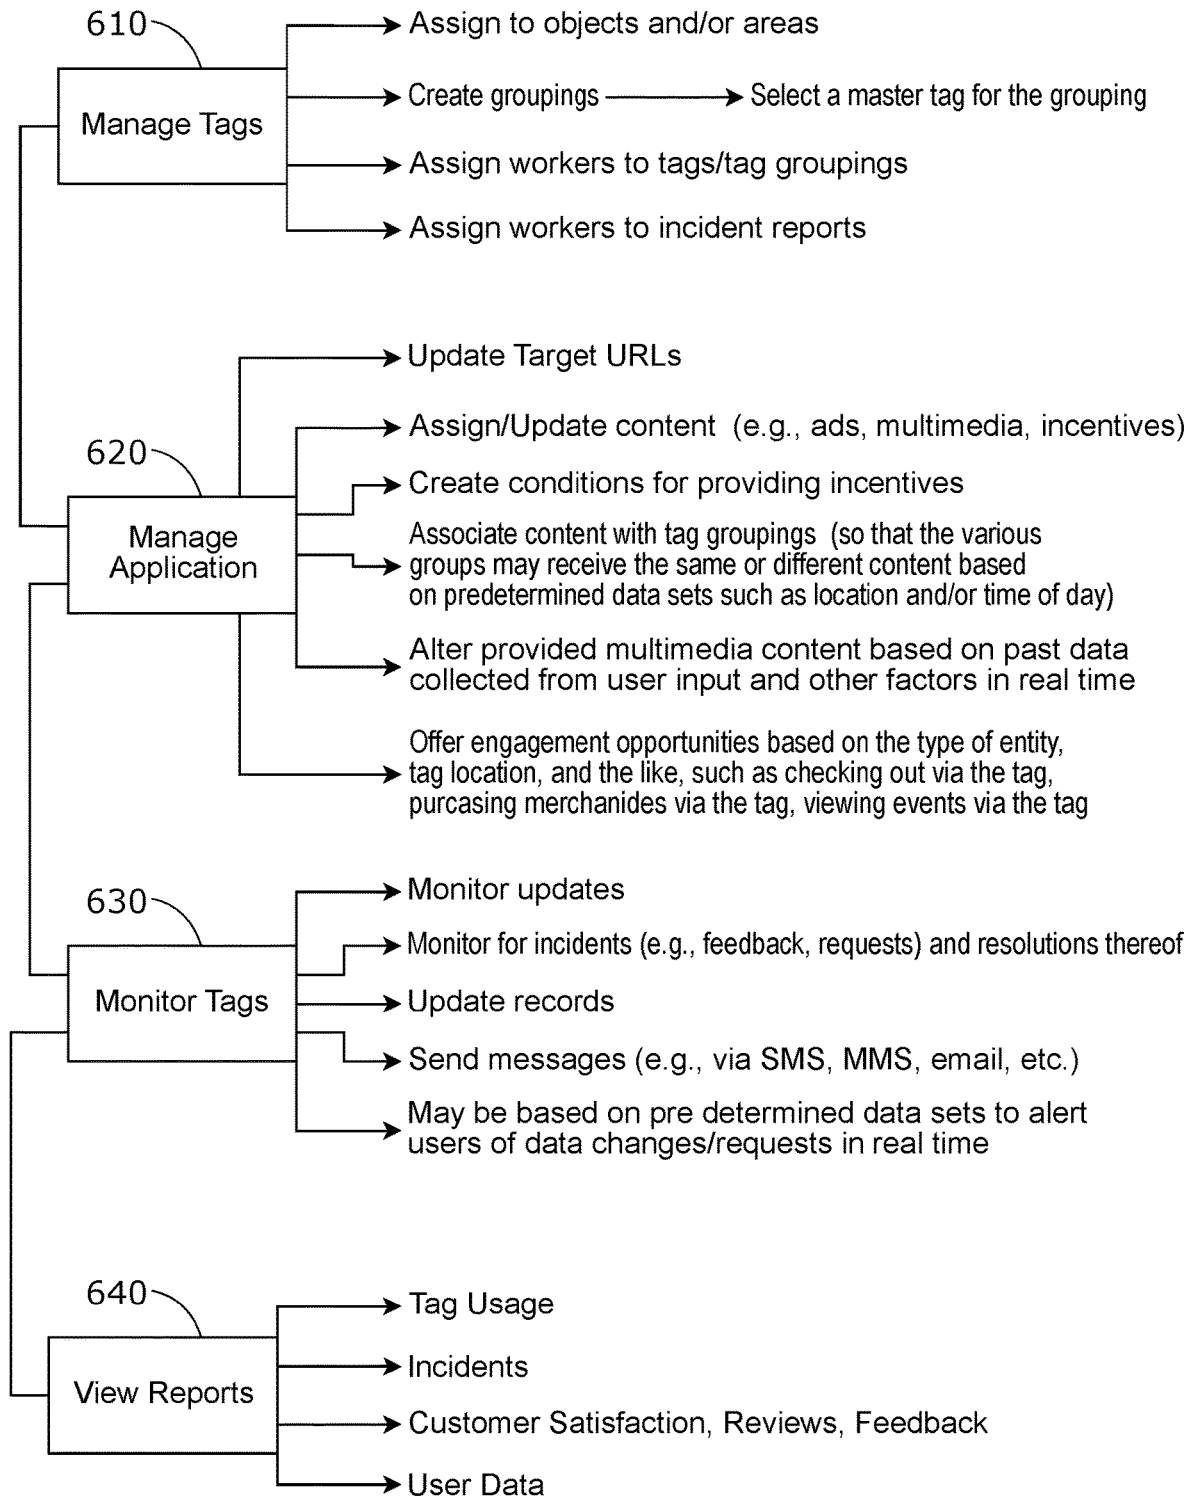 610
Assign to objects and/or areas
Manage Tags
Create groupings
Select a master tag for the grouping
Assign workers to tags/tag groupings
Assign workers to incident reports
Update Target URLs
620
Assign/Update content (e.g., ads, multimedia, incentives)
Create conditions for providing incentives
Manage
Application
Associate content with tag groupings (so that the various
groups may receive the same or different content based
on predetermined data sets such as location and/or time of day)
Alter provided multimedia content based on past data
collected from user input and other factors in real time
Offer engagement opportunities based on the type of entity,
tag location, and the like, such as checking out via the tag,
purcasing merchanides via the tag, viewing events via the tag
630
Monitor updates
Monitor for incidents (e.g., feedback, requests) and resolutions thereof
Monitor Tags
Update records
Send messages (e.g., via SMS, MMS, email, etc.)
May be based on pre determined data sets to alert
users of data changes/requests in real time
640
Tag Usage
View Reports
Incidents
Customer Satisfaction, Reviews, Feedback
User Data